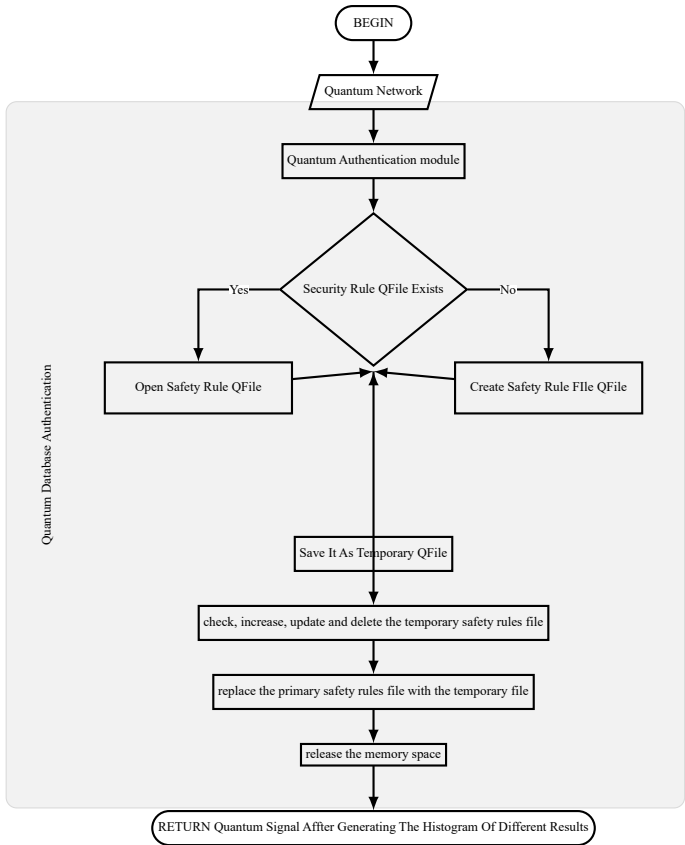 BEGIN
Quantum Network
Quantum Authentication module
Security Rule QFile Exists
Yes
No
Open Safety Rule QFile
Create Safety Rule FIle QFile
Quantum Database Authentication
Save It As Temporary QFile
check, increase, update and delete the temporary safety rules file
replace the primary safety rules file with the temporary file
release the memory space
RETURN Quantum Signal Affter Generating The Histogram Of Different Results